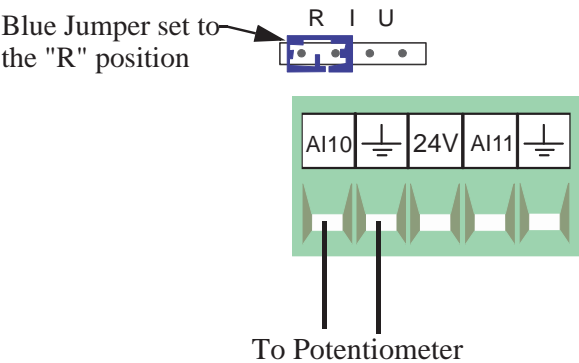 Blue Jumper set to
the "R" position
R I U
AI10 24V AI11
To Potentiometer